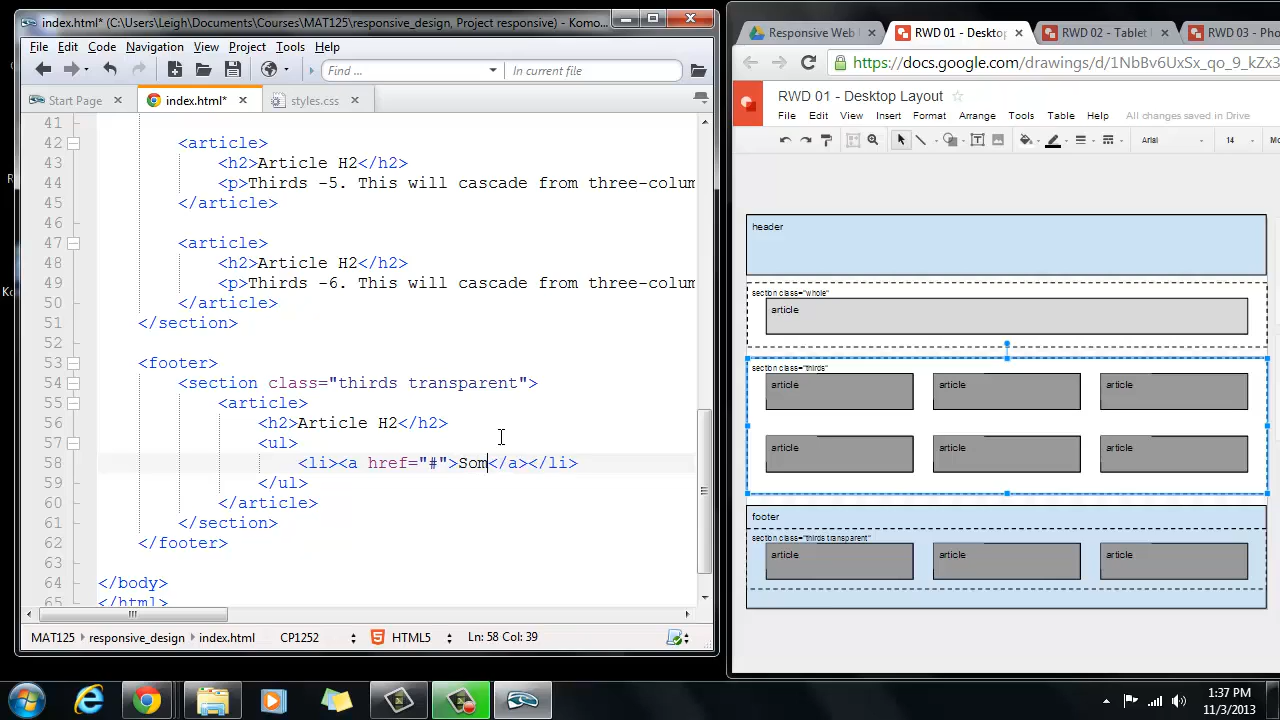 index.html* (C:\Users\Leigh\Documents\Courses\MAT125\responsive_design, Project responsive) - Komo...
File Edit Code Navigation View Project Tools Help
Find ... In current file
Start Page index.html* styles.css
41
42 <article>
43 <h2>Article H2</h2>
44 <p>Thirds -5. This will cascade from three-colum
45 </article>
46
47 <article>
48 <h2>Article H2</h2>
49 <p>Thirds -6. This will cascade from three-colum
50 </article>
51 </section>
52
53 <footer>
54 <section class="thirds transparent">
55 <article>
56 <h2>Article H2</h2>
57 <ul>
58 <li><a href="#">Som</a></li>
59 </ul>
60 </article>
61 </section>
62 </footer>
63
64 </body>
65 </html>
MAT125 responsive_design index.html CP1252 HTML5 Ln: 58 Col: 39
Responsive Web RWD 01 - Deskto RWD 02 - Tablet RWD 03 - Pho
https://docs.google.com/drawings/d/1NbBv6UxSx_qo_9_kZx3
RWD 01 - Desktop Layout
File Edit View Insert Format Arrange Tools Table Help All changes saved in Drive
Arial 14 Mo
header
section class="whole"
article
section class="thirds"
article article article
article article article
footer
section class="thirds transparent"
article article article
1:37 PM
11/3/2013